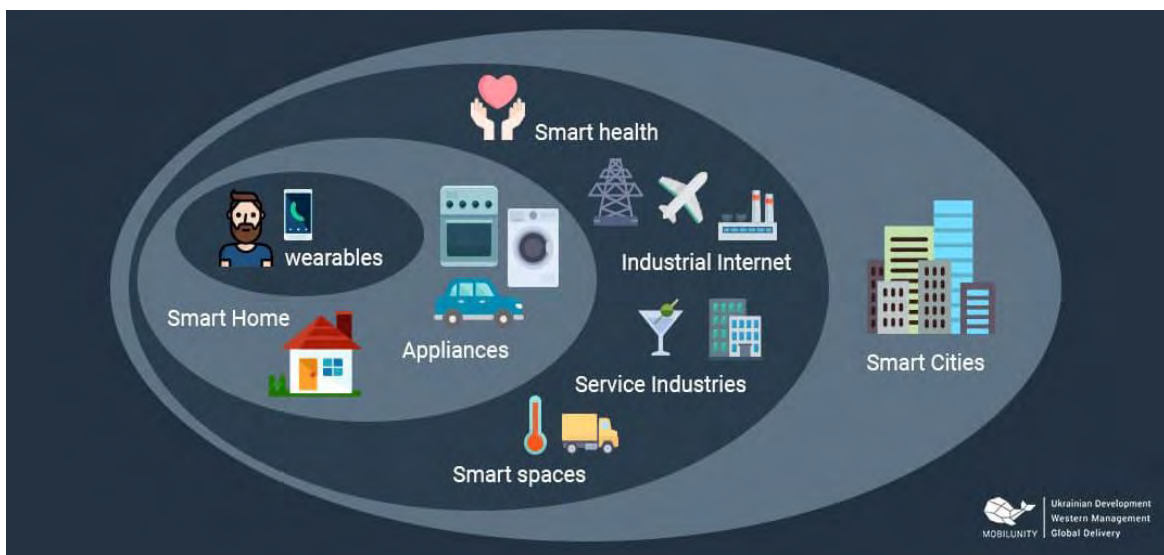 Smart health
wearables
Industrial Internet
Smart Home
Appliances
Smart Cities
Service Industries
Smart spaces
MOBILUNITY
Ukrainian Development
Western Management
Global Delivery